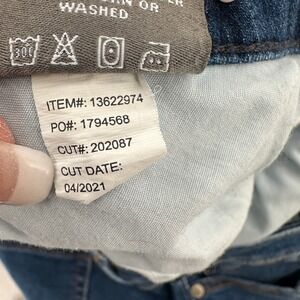 WASHED
ITEM#: 13622974
PO#: 1794568
CUT#: 202087
CUT DATE:
04/2021